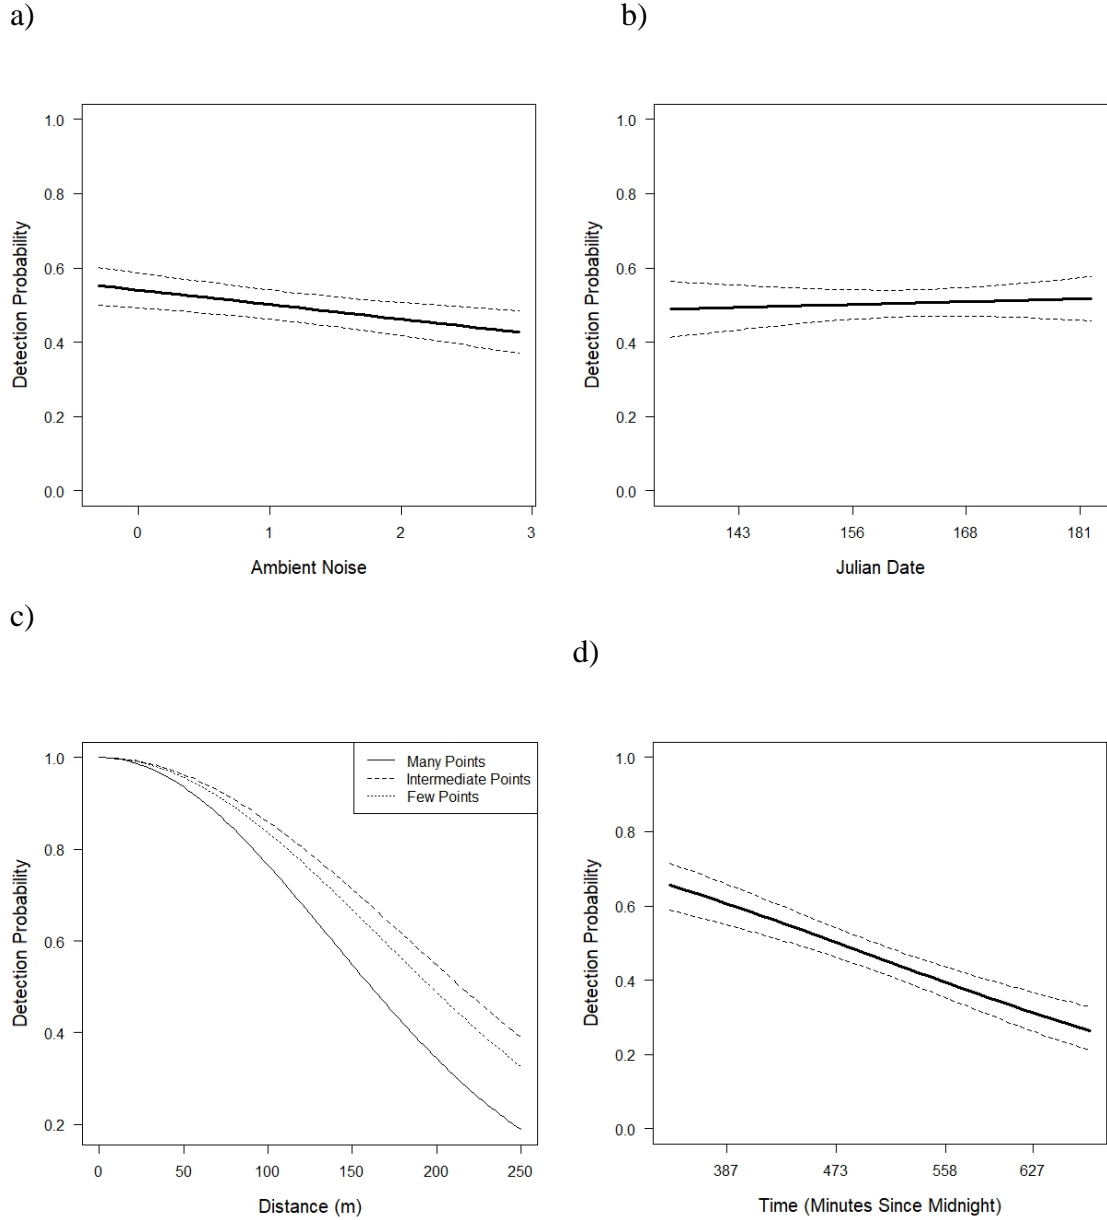 a)
b)
1.0
0.8
0.6
0.4
0.2
0.0
Detection Probability
0
1
2
3
Ambient Noise
1.0
0.8
0.6
0.4
0.2
0.0
Detection Probability
143
156
168
181
Julian Date
c)
d)
1.0
0.8
0.6
0.4
0.2
Detection Probability
Many Points
Intermediate Points
Few Points
0
50
100
150
200
250
Distance (m)
1.0
0.8
0.6
0.4
0.2
0.0
Detection Probability
387
473
558
627
Time (Minutes Since Midnight)